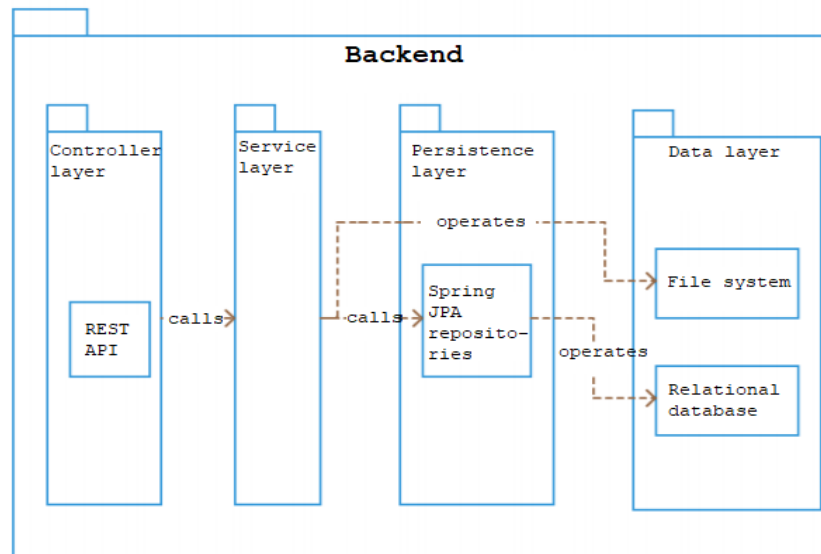 Backend
Controller
layer
REST
API
calls
Service
layer
Persistence
layer
operates
calls
Spring
JPA
reposito-
ries
operates
Data layer
File system
Relational
database